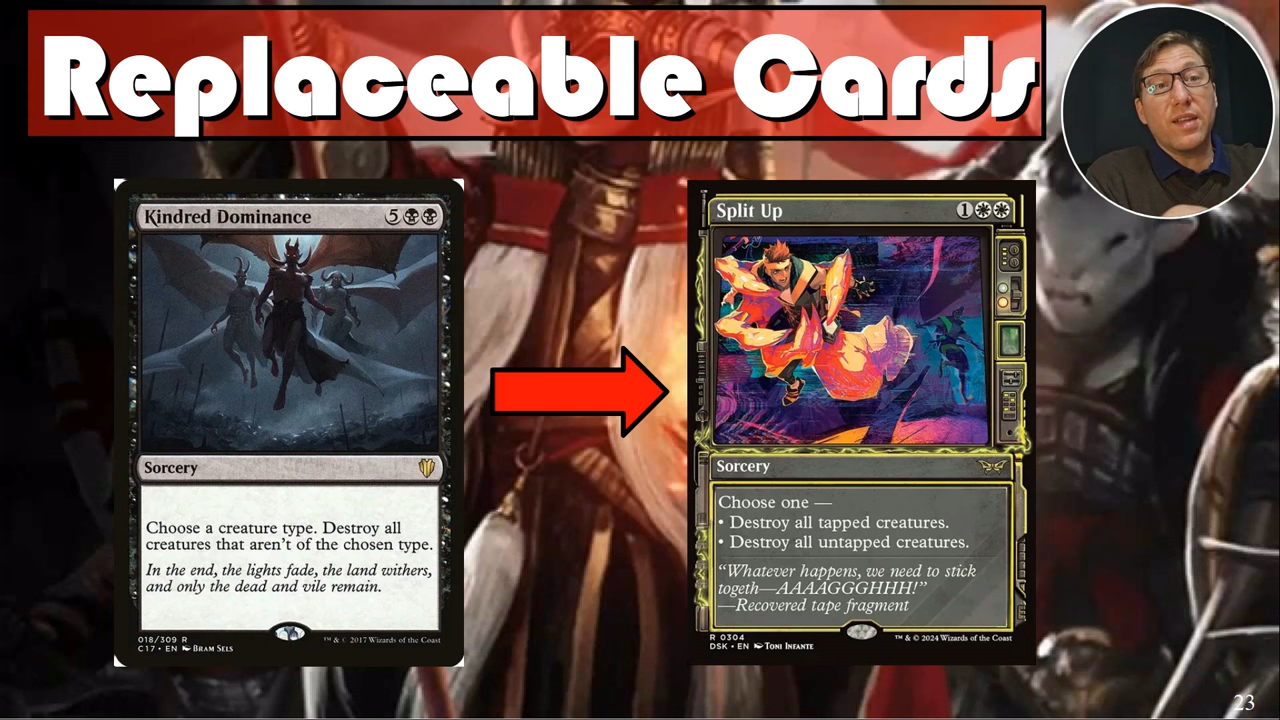 Replaceable Cards
Kindred Dominance 5
Sorcery
Choose a creature type. Destroy all
creatures that aren't of the chosen type.
In the end, the lights fade, the land withers,
and only the dead and vile remain.
018/309 R
C17 • EN Bram Sels
™ & © 2017 Wizards of the Coast
Split Up 1
Sorcery
Choose one —
• Destroy all tapped creatures.
• Destroy all untapped creatures.
“Whatever happens, we need to stick
togeth—AAAAGGGHHH!”
—Recovered tape fragment
R 0304
DSK • EN Toni Infante
™ & © 2024 Wizards of the Coast
23